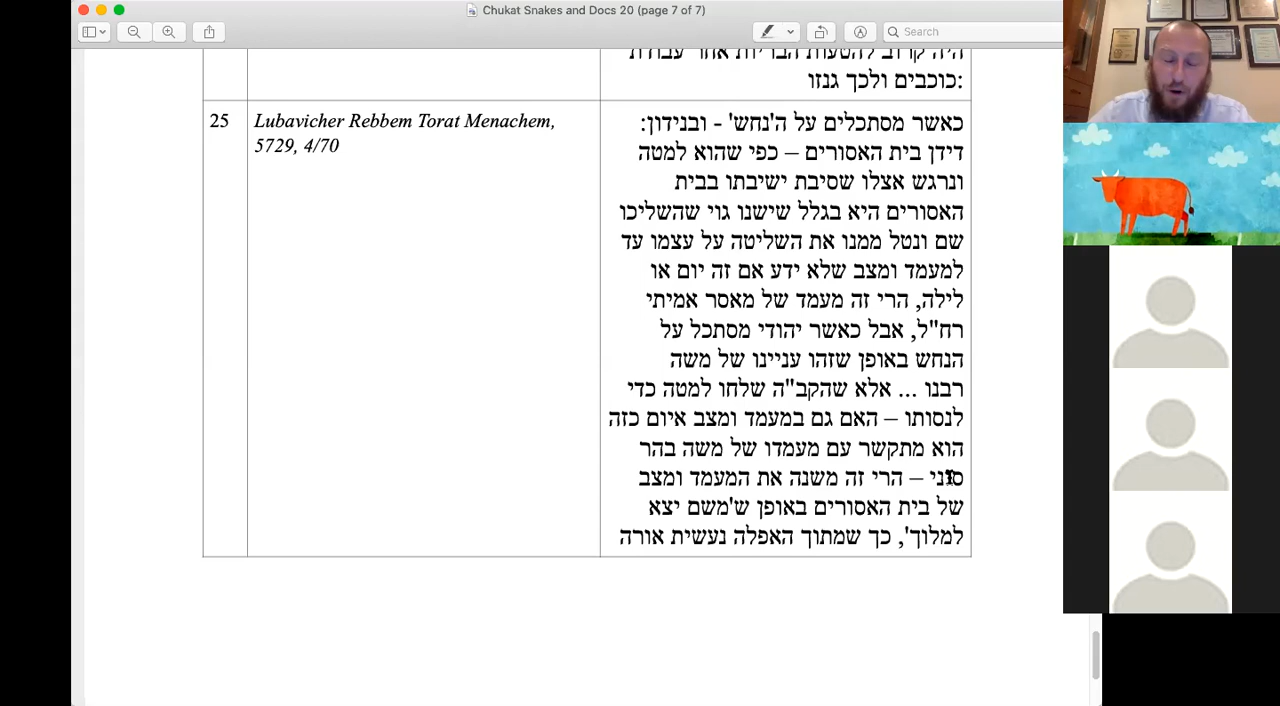 Chukat Snakes and Docs 20 (page 7 of 7)
Search
היה קרוב להטעות הבריות אחר עבודת
כוכבים ולכך גנזו:
25
Lubavicher Rebbem Torat Menachem,
5729, 4/70
כאשר מסתכלים על ה'נחש' - ובנידון:
דידן בית האסורים – כפי שהוא למטה
ונרגש אצלו שסיבת ישיבתו בבית
האסורים היא בגלל שישנו גוי שהשליכו
שם ונטל ממנו את השליטה על עצמו עד
למעמד ומצב שלא ידע אם זה יום או
לילה, הרי זה מעמד של מאסר אמיתי
רח"ל, אבל כאשר יהודי מסתכל על
הנחש באופן שזהו עניינו של משה
רבנו ... אלא שהקב"ה שלחו למטה כדי
לנסותו – האם גם במעמד ומצב איום כזה
הוא מתקשר עם מעמדו של משה בהר
סיני – הרי זה משנה את המעמד ומצב
של בית האסורים באופן ש'משם יצא
למלוך', כך שמתוך האפלה נעשית אורה